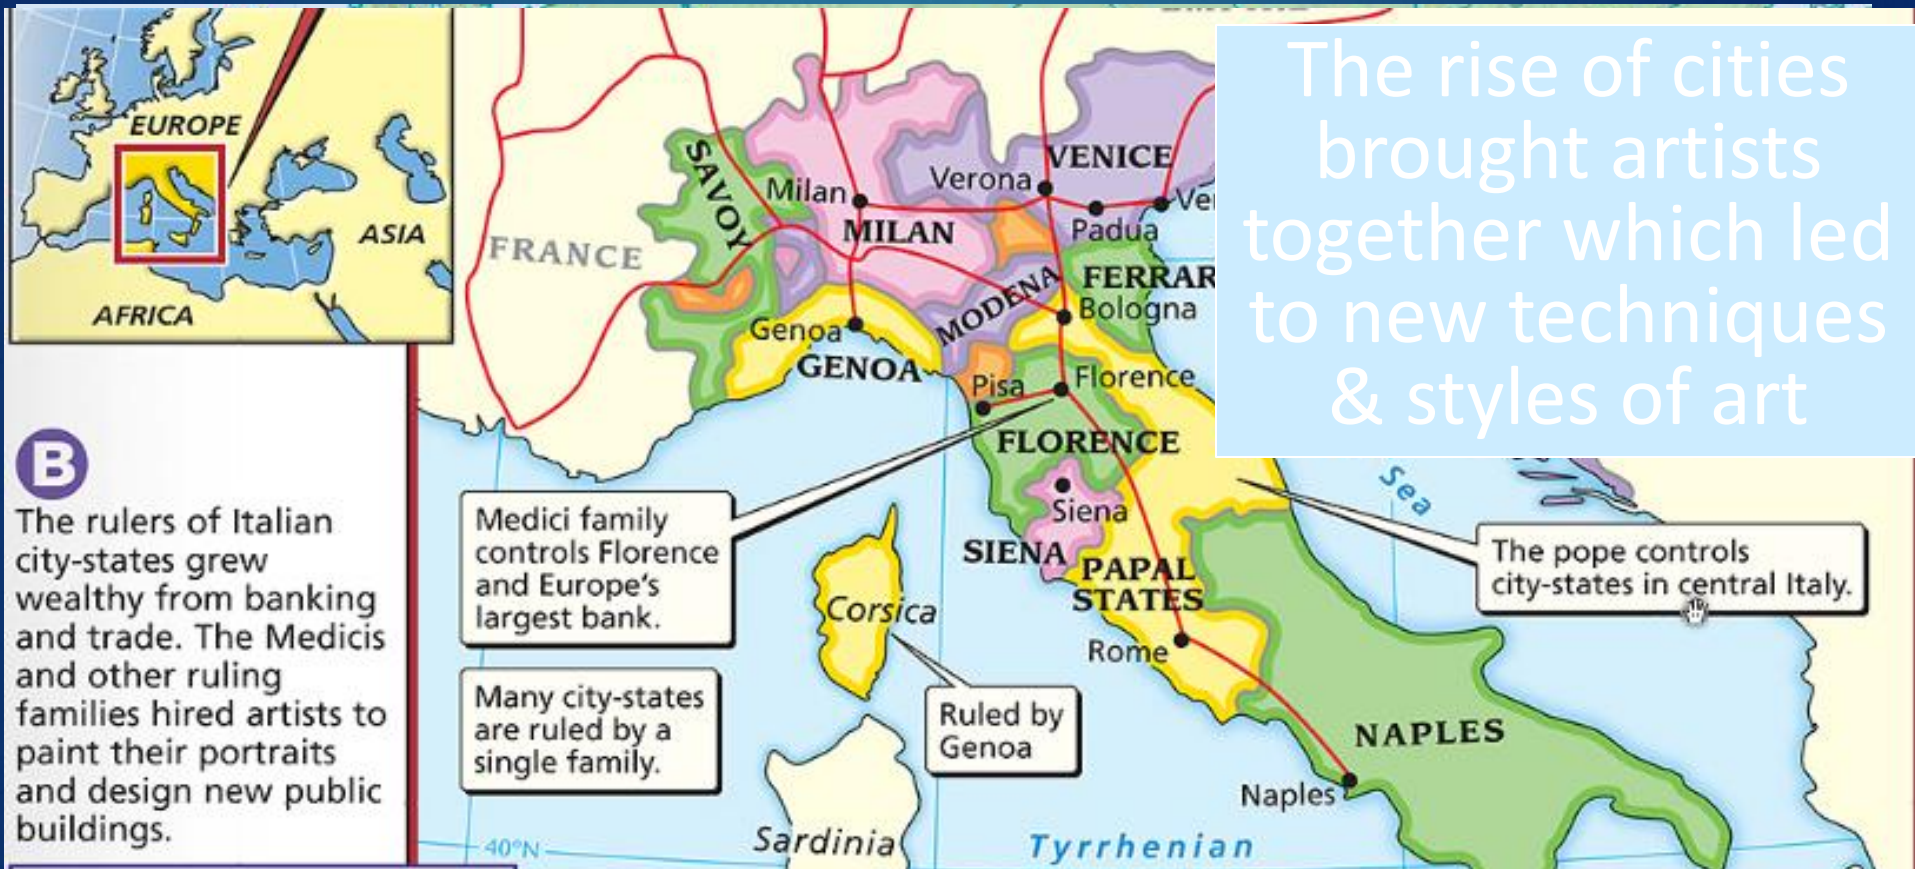 EUROPE
ASIA
AFRICA
B
The rulers of Italian
city-states grew
wealthy from banking
and trade. The Medicis
and other ruling
families hired artists to
paint their portraits
and design new public
buildings.
The rise of cities
brought artists
together which led
to new techniques
& styles of art
FRANCE
SAVOY
Milan
MILAN
Verona
VENICE
Padua
Ver
FERRAR
MODENA
Bologna
Genoa
GENOA
Pisa
Florence
FLORENCE
Siena
SIENA
PAPAL
STATES
Rome
Corsica
Sea
Medici family
controls Florence
and Europe's
largest bank.
Many city-states
are ruled by a
single family.
Ruled by
Genoa
The pope controls
city-states in central Italy.
NAPLES
Naples
Sardinia
Tyrrhenian
40°N